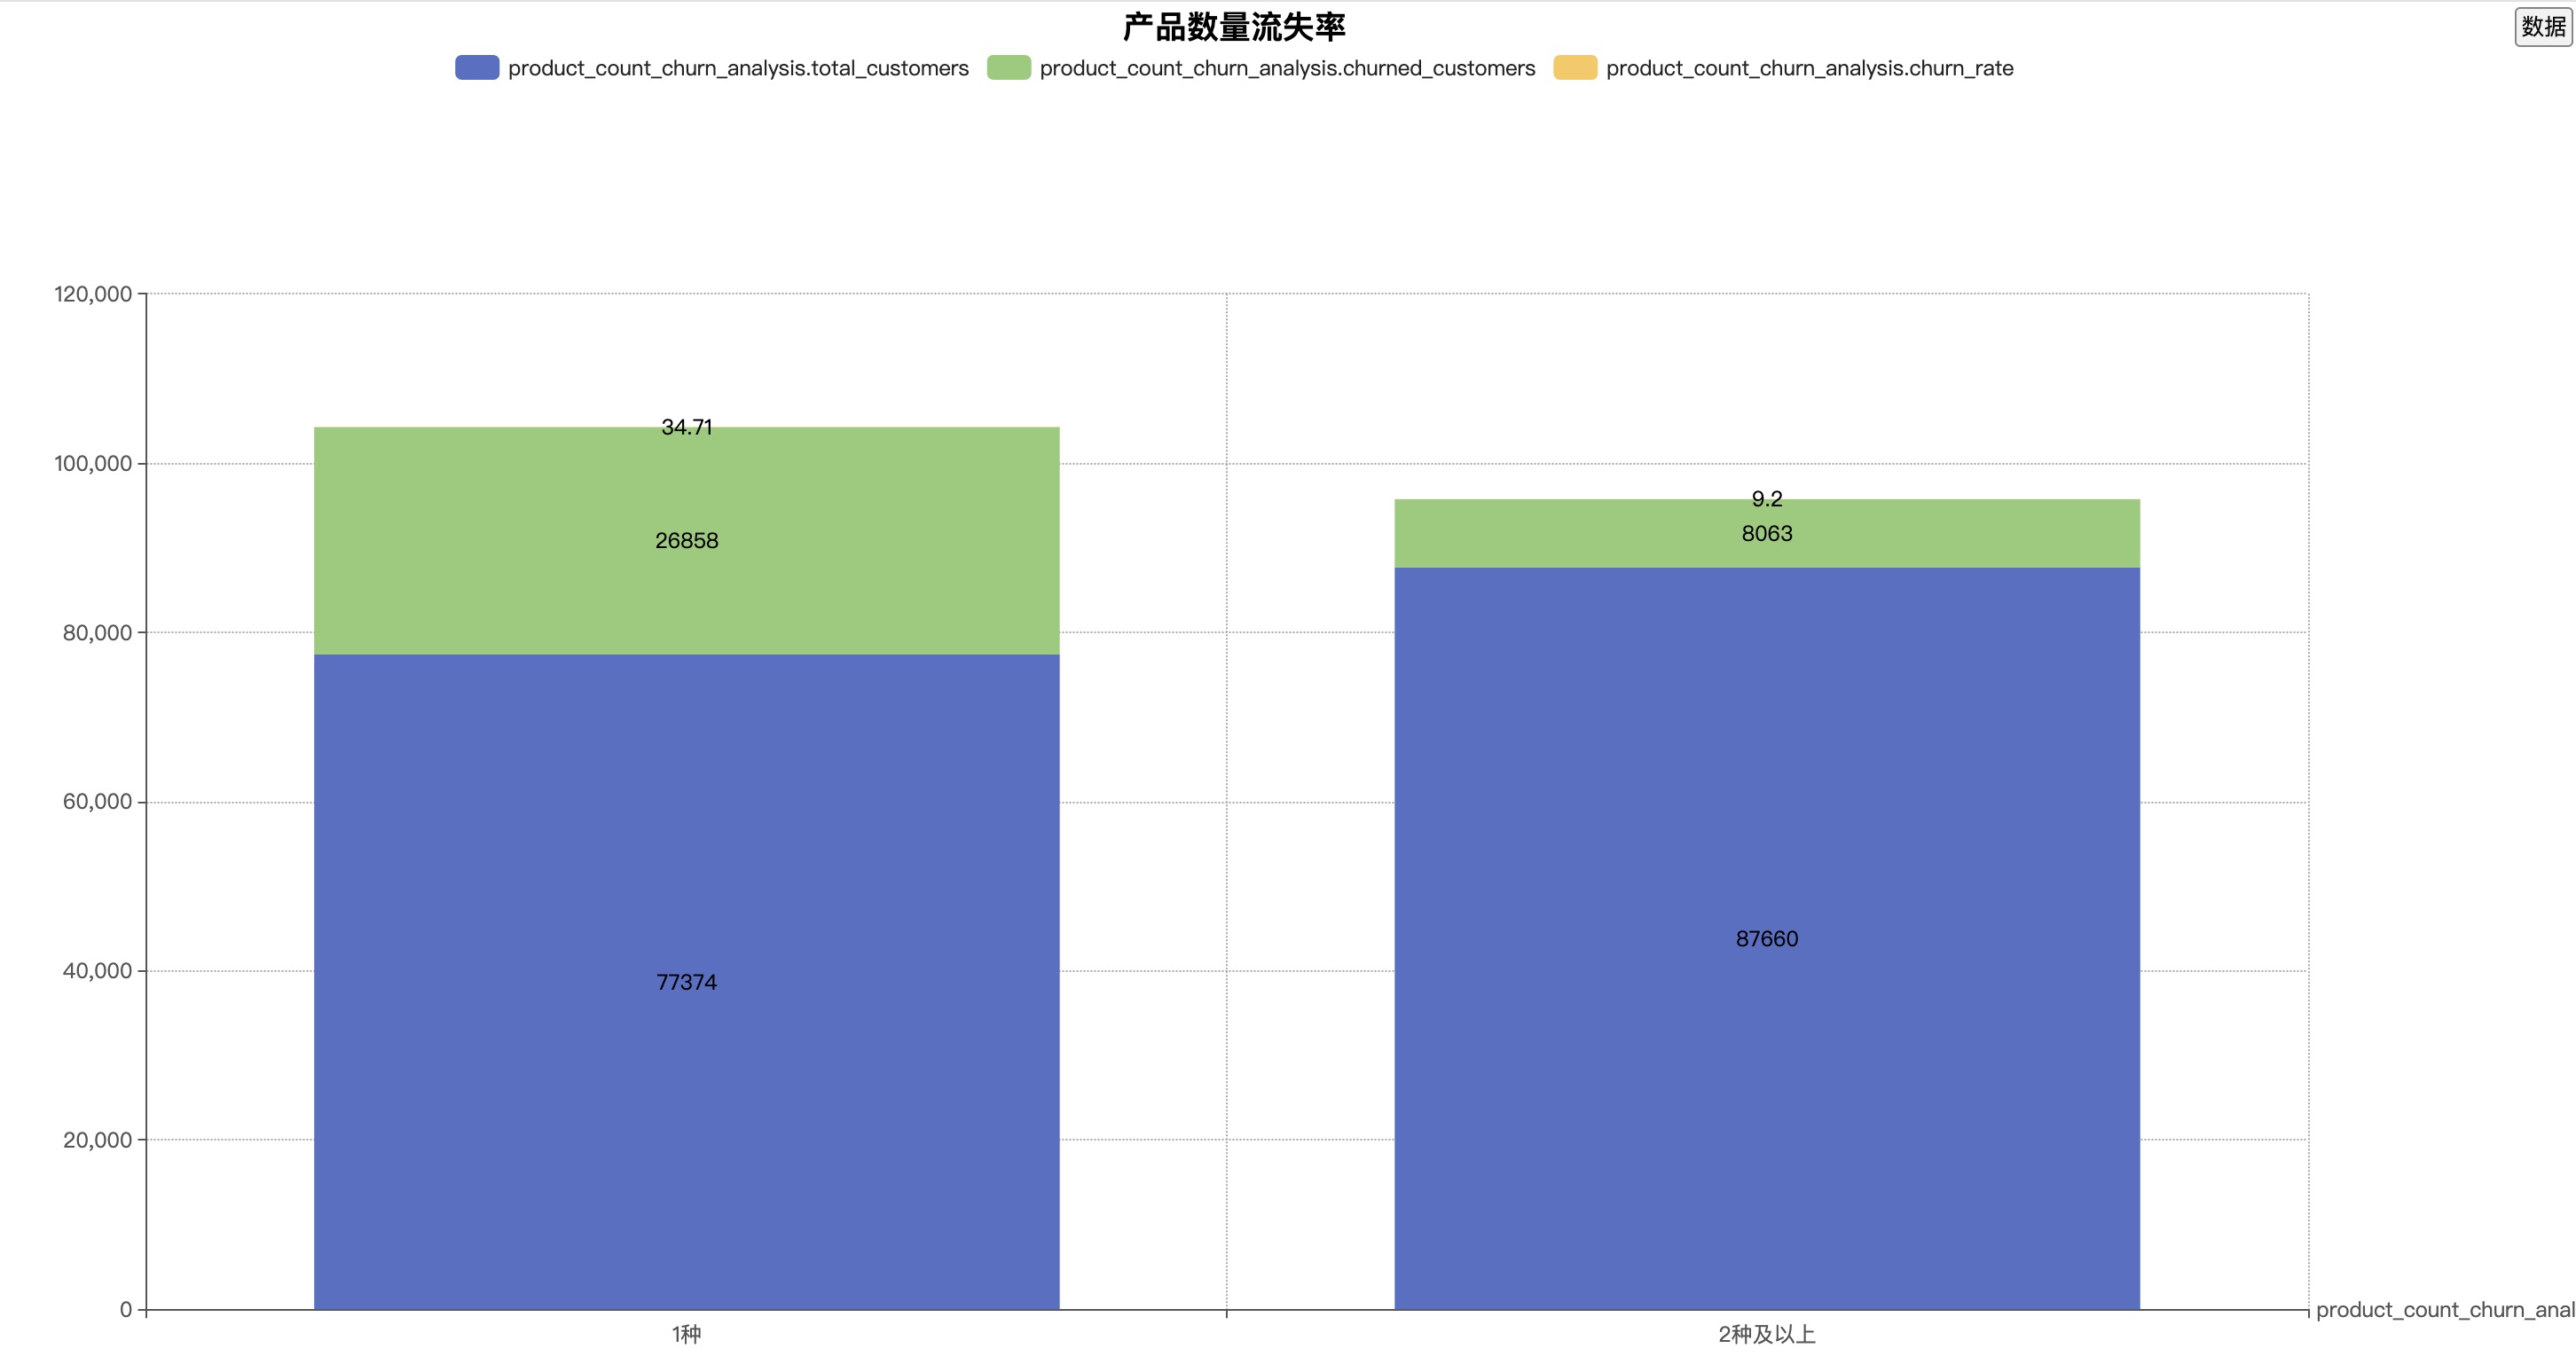 产品数量流失率
数据
product_count_churn_analysis.total_customers product_count_churn_analysis.churned_customers product_count_churn_analysis.churn_rate
120,000
34.71
100,000
9.2
8063
26858
80,000
60,000
87660
40,000
77374
20,000
0
product_count_churn_anal
1种
2种及以上